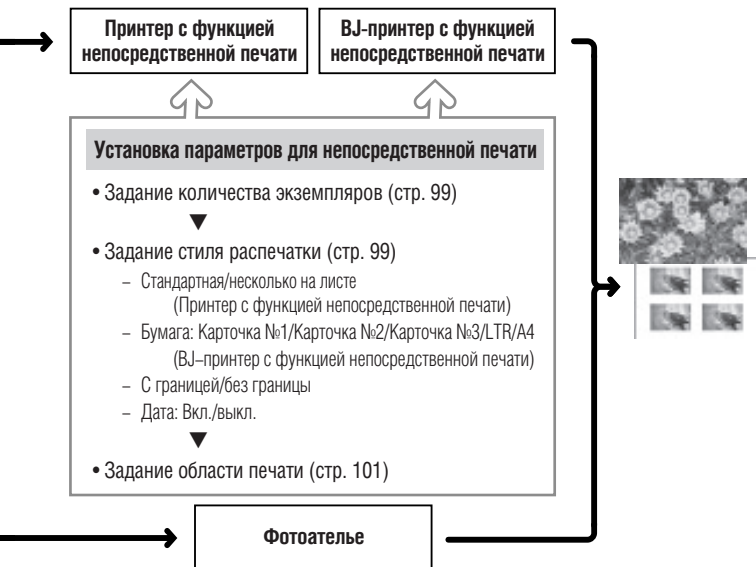 Принтер с функцией
непосредственной печати
BJ-принтер с функцией
непосредственной печати
Установка параметров для непосредственной печати
• Задание количества экземпляров (стр. 99)
▼
• Задание стиля распечатки (стр. 99)
– Стандартная/несколько на листе
(Принтер с функцией непосредственной печати)
– Бумага: Карточка №1/Карточка №2/Карточка №3/LTR/A4
(BJ–принтер с функцией непосредственной печати)
– С границей/без границы
– Дата: Вкл./выкл.
▼
• Задание области печати (стр. 101)
Фотоателье